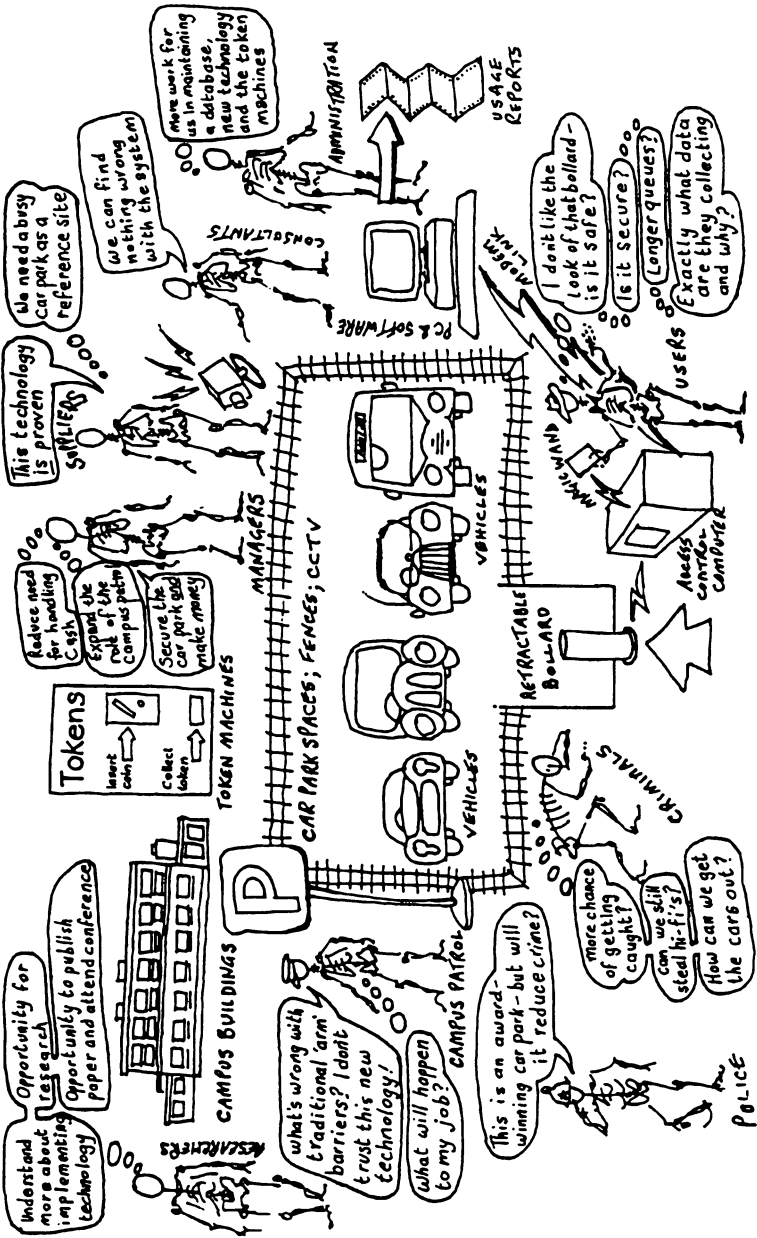 Understand
more about
implementing
technology
Opportunity for
research
Opportunity to publish
paper and attend conference
RESEARCHERS
CAMPUS BUILDINGS
Tokens
Insert
coin
Collect
token
TOKEN MACHINES
Reduce need
for handling
cash
Expand the
role of the
campus patrol
Secure the
car park and
make money
MANAGERS
This technology
is proven
We need a busy
car park as a
reference site
SUPPLIERS
We can find
nothing wrong
with the system
CONSULTANTS
More work for
us in maintaining
a database,
new technology
and the token
machines
ADMINISTRATION
USAGE
REPORTS
PC & SOFTWARE
MODEM
LINK
P
CAR PARK SPACES; FENCES; CCTV
VEHICLES
VEHICLES
RETRACTABLE
BOLLARD
what's wrong with
traditional 'arm'
barriers? I don't
trust this new
technology!
What will happen
to my job?
CAMPUS PATROL
This is an award-
winning car park - but will
it reduce crime?
POLICE
more chance
of getting
caught?
can we still
steal hi-fi's?
How can we get
the cars out?
CRIMINALS
ACCESS
CONTROL
COMPUTER
MAGIC WAND
USERS
I don't like the
look of that bollard -
is it safe?
Is it secure?
Longer queues?
Exactly what data
are they collecting
and why?